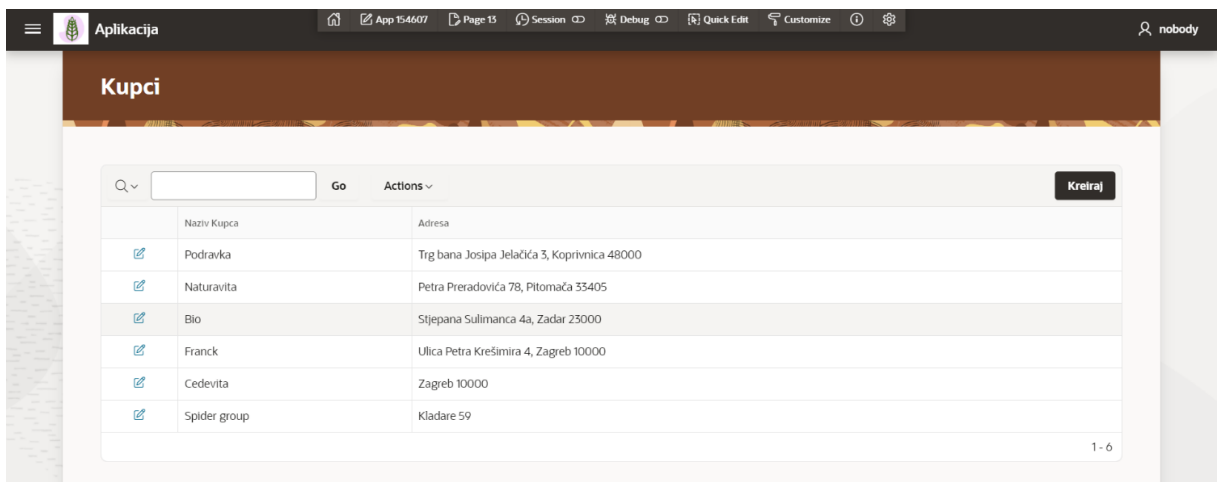 Aplikacija App 154607 Page 13 Session Debug Quick Edit Customize nobody
Kupci
Go Actions Kreiraj
Naziv Kupca Adresa
Podravka Trg bana Josipa Jelačića 3, Koprivnica 48000
Naturavita Petra Preradovića 78, Pitomača 33405
Bio Stjepana Sulimanca 4a, Zadar 23000
Franck Ulica Petra Krešimira 4, Zagreb 10000
Cedevita Zagreb 10000
Spider group Kladare 59
1 - 6